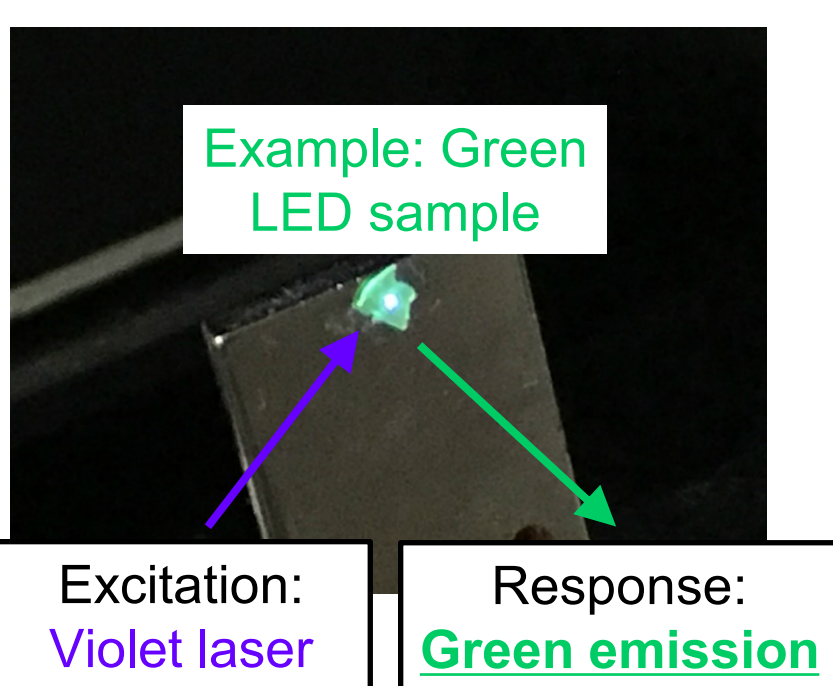 Example: Green
LED sample
Excitation:
Violet laser
Response:
Green emission